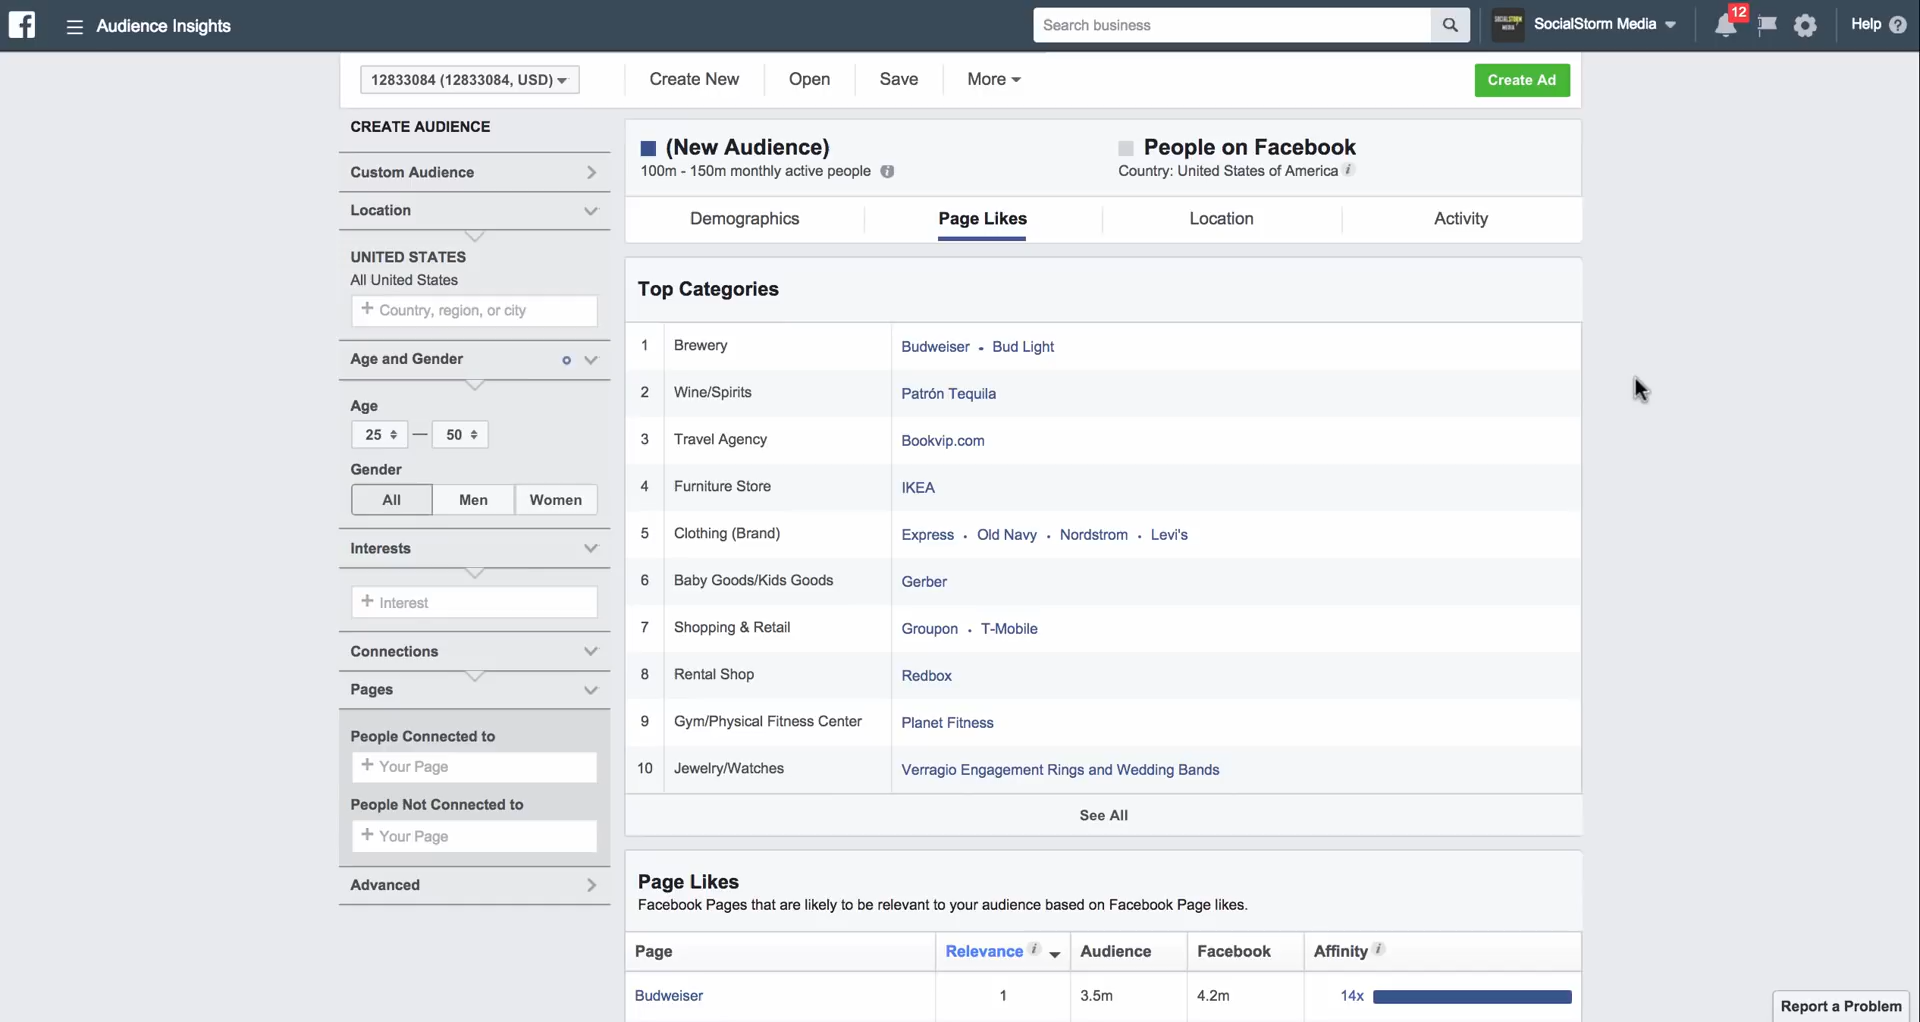 Audience Insights
Search business
SocialStorm Media
12
Help ?
12833084 (12833084, USD)
Create New
Open
Save
More
Create Ad
CREATE AUDIENCE
Custom Audience
Location
UNITED STATES
All United States
+ Country, region, or city
Age and Gender
Age
25 — 50
Gender
All
Men
Women
Interests
+ Interest
Connections
Pages
People Connected to
+ Your Page
People Not Connected to
+ Your Page
Advanced
(New Audience)
100m - 150m monthly active people i
People on Facebook
Country: United States of America i
Demographics
Page Likes
Location
Activity
Top Categories
1 Brewery Budweiser • Bud Light
2 Wine/Spirits Patrón Tequila
3 Travel Agency Bookvip.com
4 Furniture Store IKEA
5 Clothing (Brand) Express • Old Navy • Nordstrom • Levi's
6 Baby Goods/Kids Goods Gerber
7 Shopping & Retail Groupon • T-Mobile
8 Rental Shop Redbox
9 Gym/Physical Fitness Center Planet Fitness
10 Jewelry/Watches Verragio Engagement Rings and Wedding Bands
See All
Page Likes
Facebook Pages that are likely to be relevant to your audience based on Facebook Page likes.
Page Relevance i Audience Facebook Affinity i
Budweiser 1 3.5m 4.2m 14x
Report a Problem